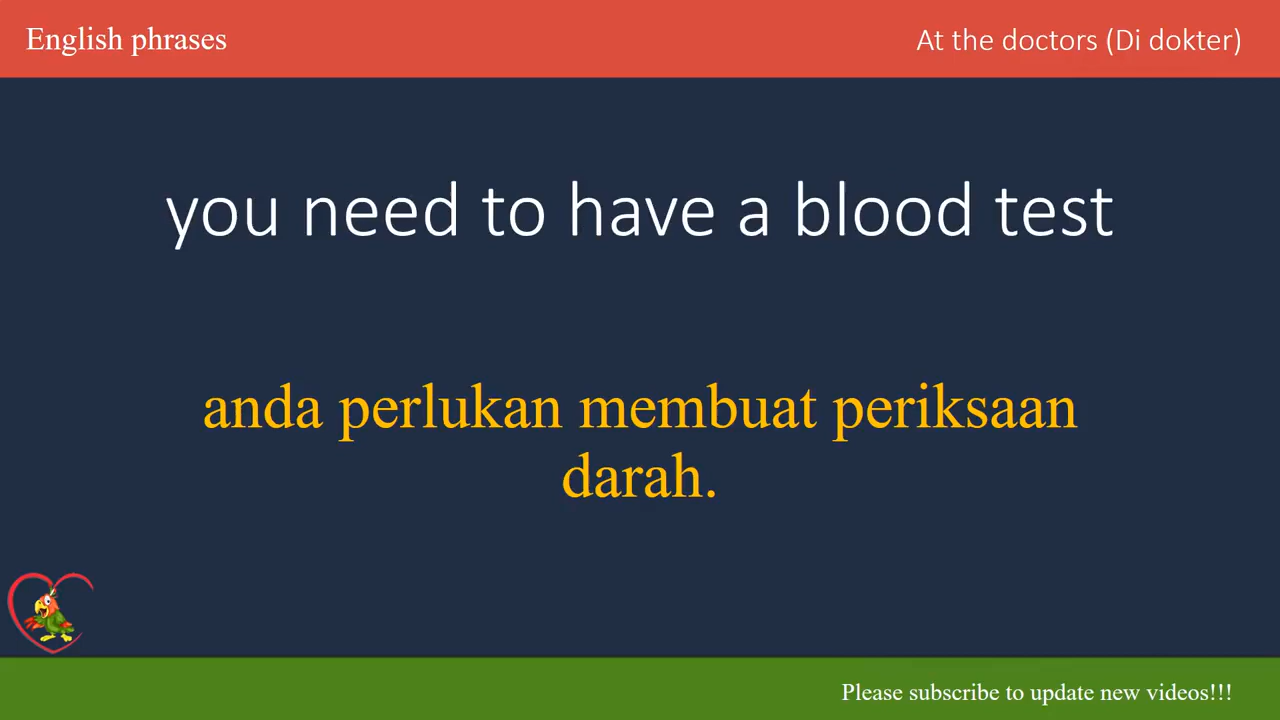 English phrases
At the doctors (Di dokter)
you need to have a blood test
anda perlukan membuat periksaan
darah.
Please subscribe to update new videos!!!